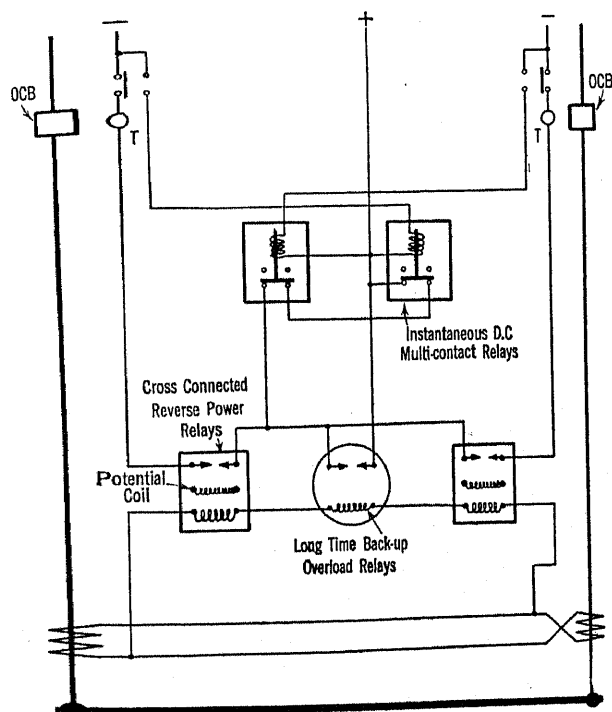 − + −
OCB
OCB
T
T
Instantaneous D.C
Multi-contact Relays
Cross Connected
Reverse Power
Relays
Potential
Coil
Long Time Back-up
Overload Relays